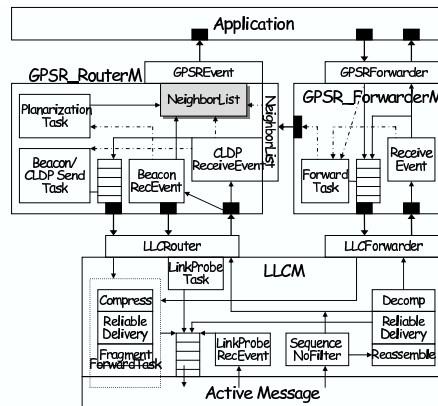 Application
GPSREvent
GPSRForwarder
GPSR_RouterM
GPSR_ForwarderM
NeighborList
NeighborList
Planarization
Task
CLDP
ReceiveEvent
Beacon/
CLDP Send
Task
Beacon
RecEvent
Forward
Task
Receive
Event
LLCRouter
LLCForwarder
LinkProbe
Task
LLCM
Compress
Reliable
Delivery
Fragment
ForwardTask
LinkProbe
RecEvent
Sequence
NoFilter
Decomp
Reliable
Delivery
Reassemble
Active Message